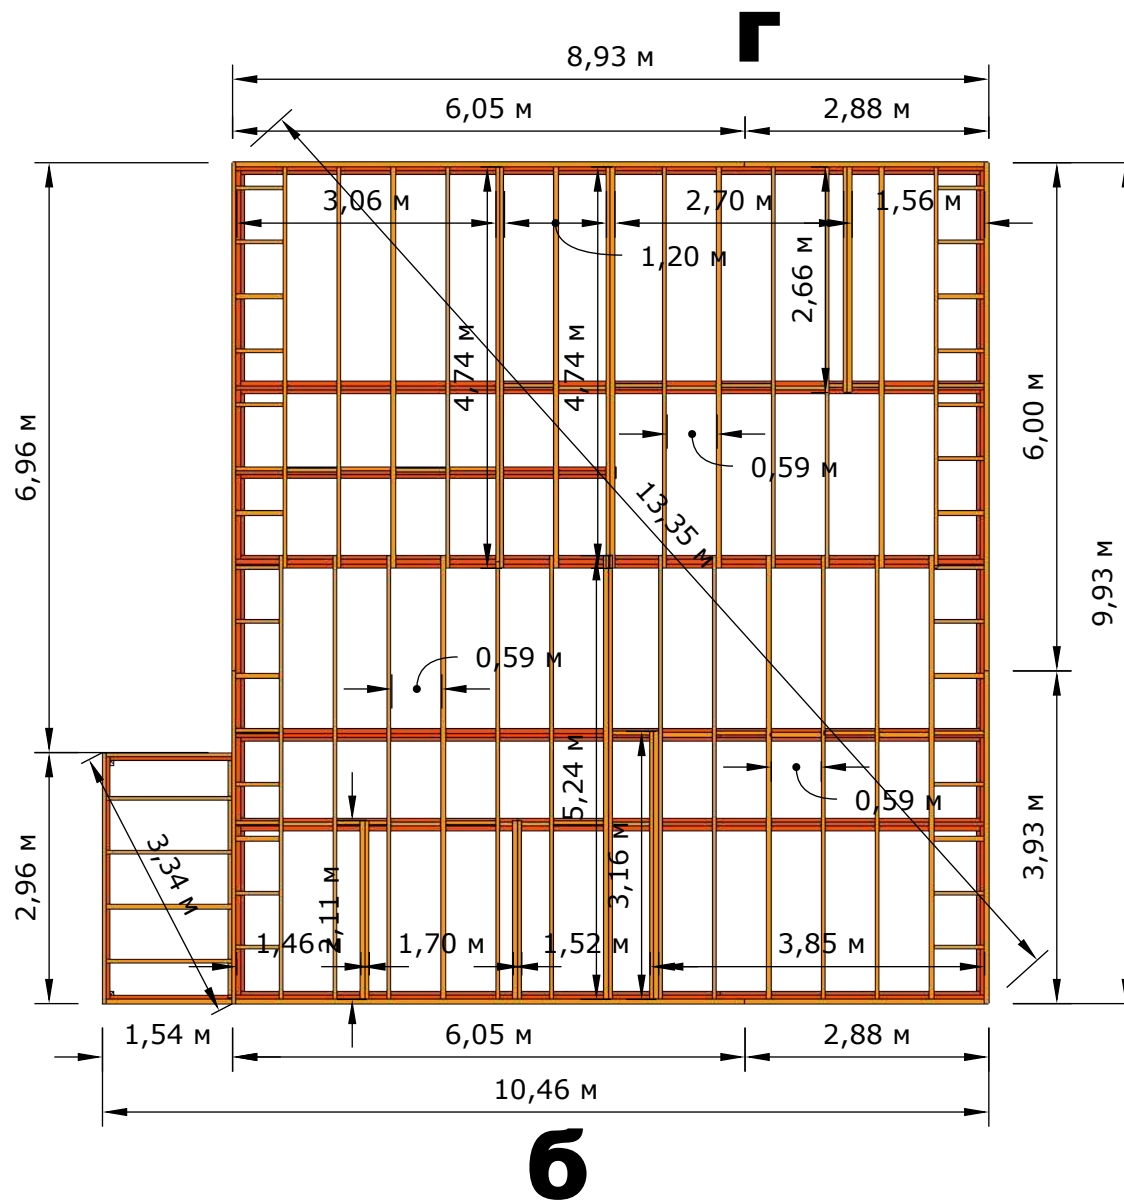 г
8,93 м
6,05 м
2,88 м
3,06 м
2,70 м
1,56 м
1,20 м
2,66 м
4,74 м
4,74 м
6,96 м
6,00 м
0,59 м
13,35 м
9,93 м
0,59 м
5,24 м
0,59 м
3,34 м
2,96 м
3,16 м
2,11 м
3,93 м
1,46 м
1,70 м
1,52 м
3,85 м
1,54 м
6,05 м
2,88 м
10,46 м
б